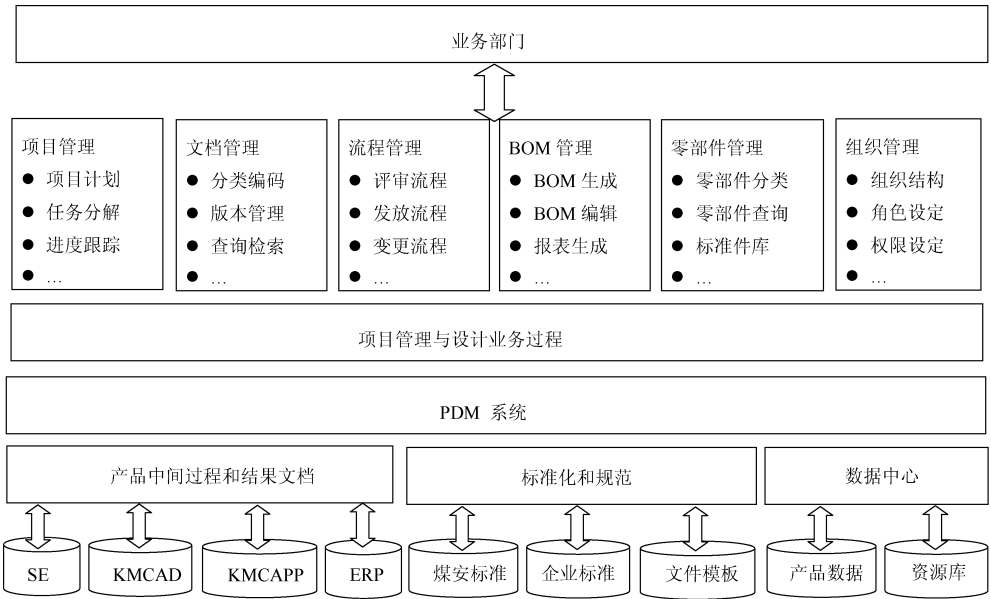 业务部门
项目管理
● 项目计划
● 任务分解
● 进度跟踪
● …
文档管理
● 分类编码
● 版本管理
● 查询检索
● …
流程管理
● 评审流程
● 发放流程
● 变更流程
● …
BOM 管理
● BOM 生成
● BOM 编辑
● 报表生成
● …
零部件管理
● 零部件分类
● 零部件查询
● 标准件库
● …
组织管理
● 组织结构
● 角色设定
● 权限设定
● …
项目管理与设计业务过程
PDM 系统
产品中间过程和结果文档
标准化和规范
数据中心
SE
KMCAD
KMCAPP
ERP
煤安标准
企业标准
文件模板
产品数据
资源库